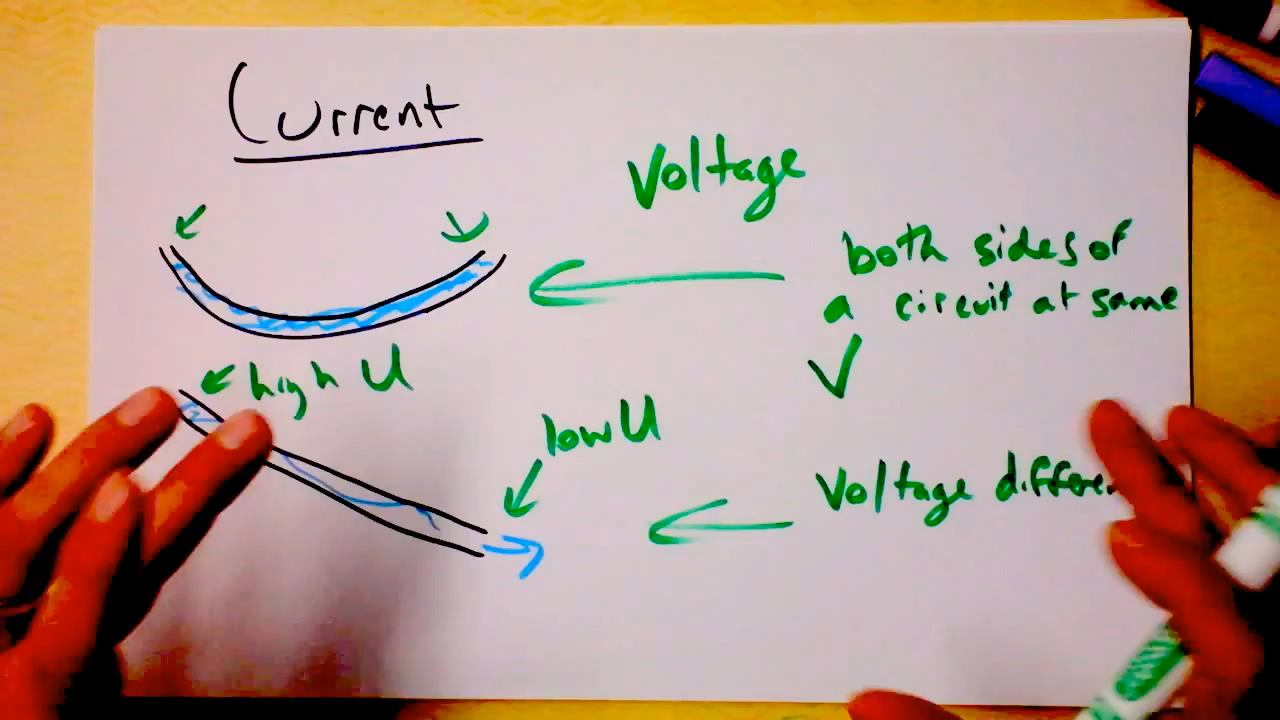 Current
Voltage
both sides of
a circuit at same
V
high U
low U
Voltage